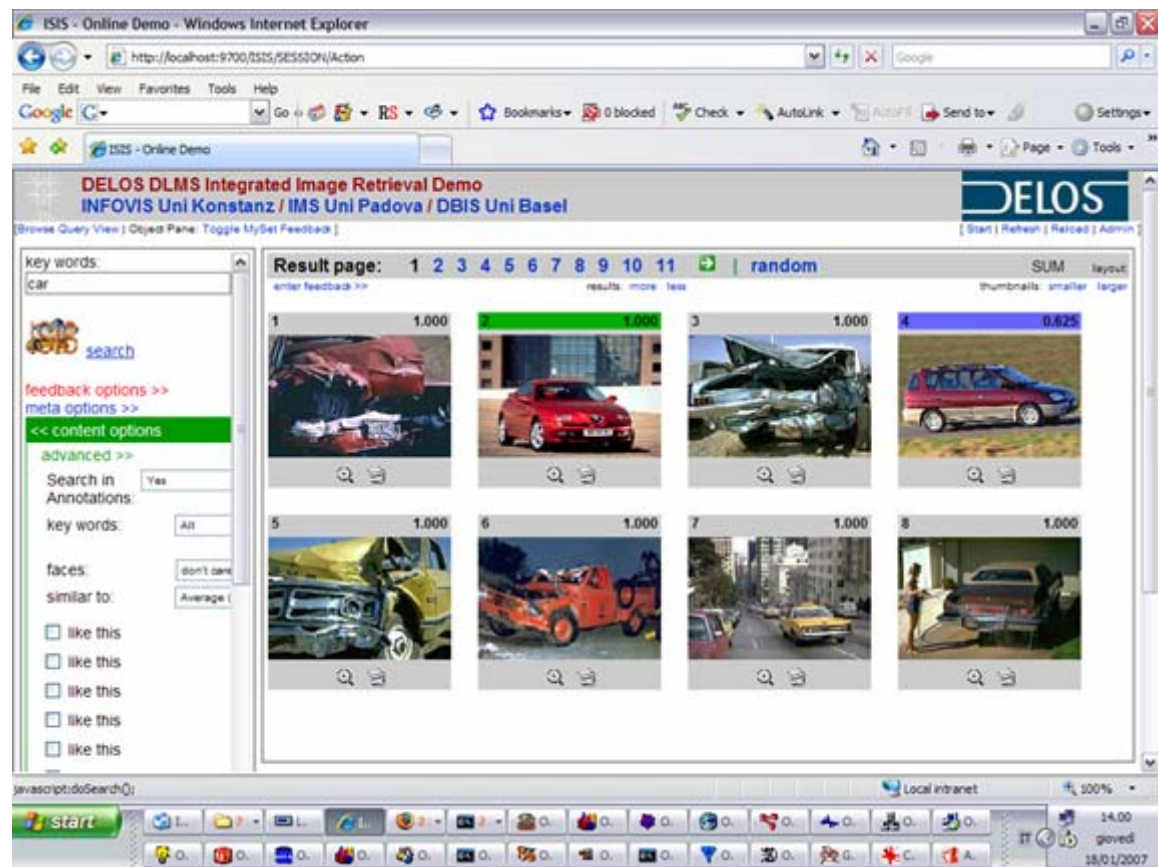 ISIS - Online Demo - Windows Internet Explorer
http://localhost:9700/ISIS/SESSION/Action
Google
File Edit View Favorites Tools Help
Google G Go RS Bookmarks 0 blocked Check AutoLink AutoFill Send to Settings
ISIS - Online Demo Page Tools
DELOS DLMS Integrated Image Retrieval Demo
INFOVIS Uni Konstanz / IMS Uni Padova / DBIS Uni Basel
DELOS
[Browse Query View | Object Pane: Toggle MySet Feedback ]
[ Start | Refresh | Reload | Admin ]
key words:
car
search
feedback options >>
meta options >>
<< content options
advanced >>
Search in Annotations: Yes
key words: All
faces: don't care
similar to: Average (
like this
like this
like this
like this
like this
Result page: 1 2 3 4 5 6 7 8 9 10 11 | random SUM layout:
enter feedback >> results: more less thumbnails: smaller larger
1 1.000 2 1.000 3 1.000 4 0.625
5 1.000 6 1.000 7 1.000 8 1.000
javascript:doSearch(); Local intranet 100%
start I... 7 L... I... 2 2 O... O... O... O... O... O... O... O... 14.00
O... O... O... O... O... O... O... O... O... O... O... G... C... A... IT giovedì
18/01/2007